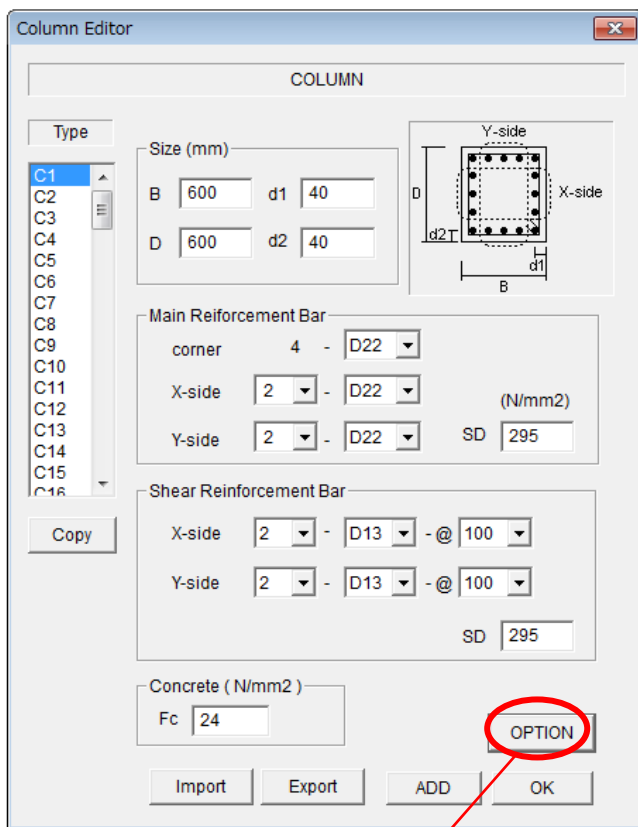 Column Editor
COLUMN
Type
C1
C2
C3
C4
C5
C6
C7
C8
C9
C10
C11
C12
C13
C14
C15
C16
Copy
Size (mm)
B 600 d1 40
D 600 d2 40
Y-side
D
X-side
d2
d1
B
Main Reiforcement Bar
corner 4 - D22
X-side 2 - D22
(N/mm2)
Y-side 2 - D22 SD 295
Shear Reinforcement Bar
X-side 2 - D13 - @ 100
Y-side 2 - D13 - @ 100
SD 295
Concrete ( N/mm2 )
Fc 24
OPTION
Import Export ADD OK